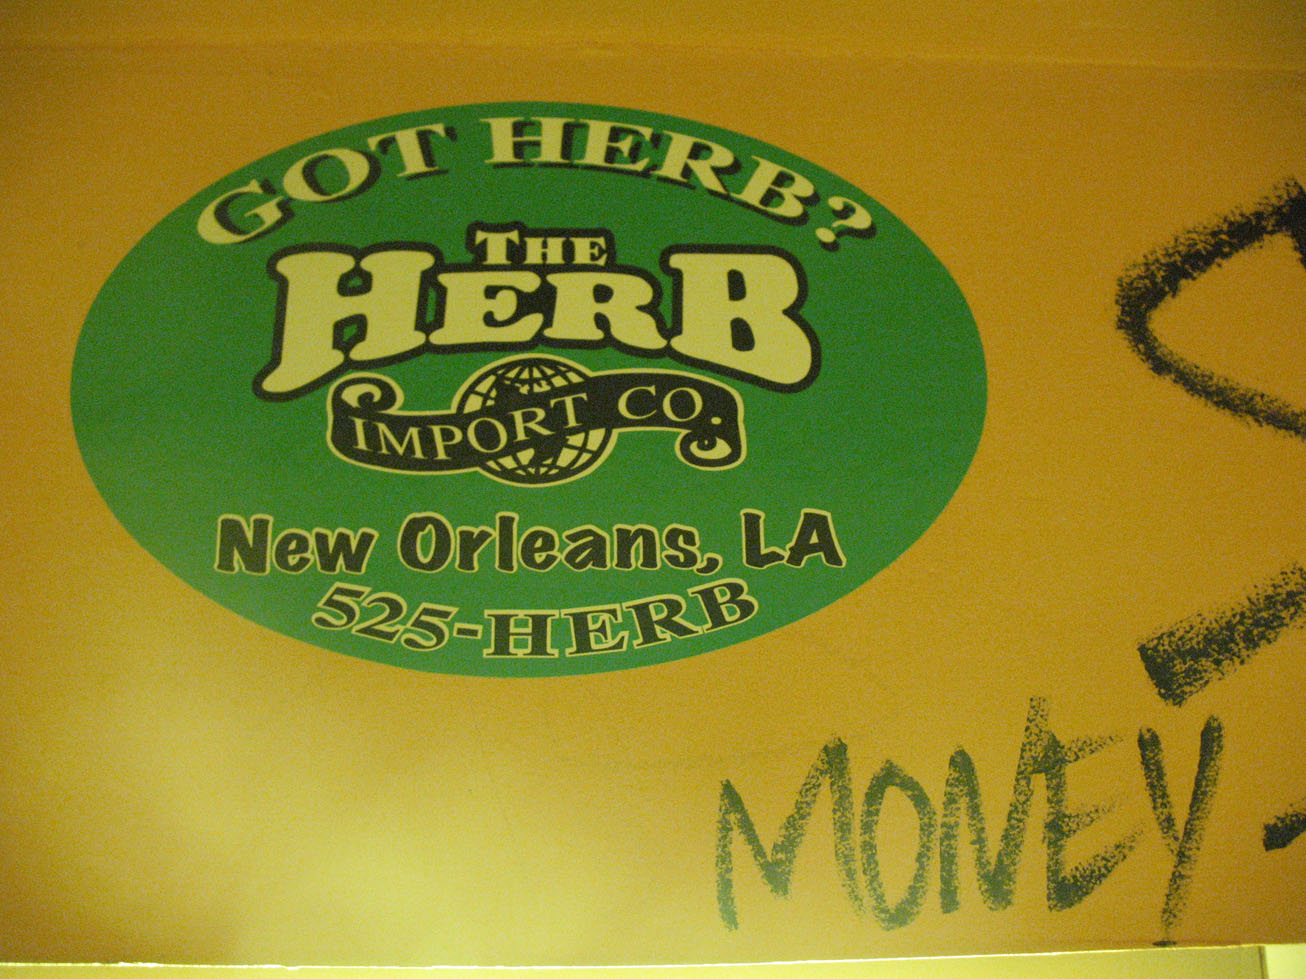 GOT HERB?
THE
HERB
IMPORT CO.
New Orleans, LA
525-HERB
MONEY